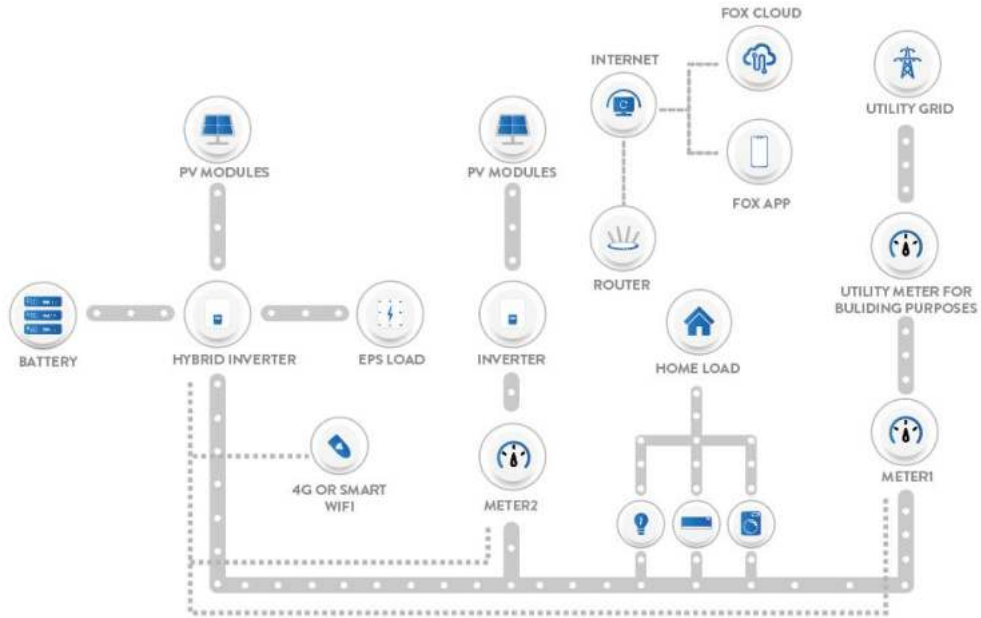 FOX CLOUD
INTERNET
UTILITY GRID
PV MODULES
PV MODULES
FOX APP
ROUTER
UTILITY METER FOR
BULIDING PURPOSES
BATTERY
HYBRID INVERTER
EPS LOAD
INVERTER
HOME LOAD
4G OR SMART
WIFI
METER2
METER1